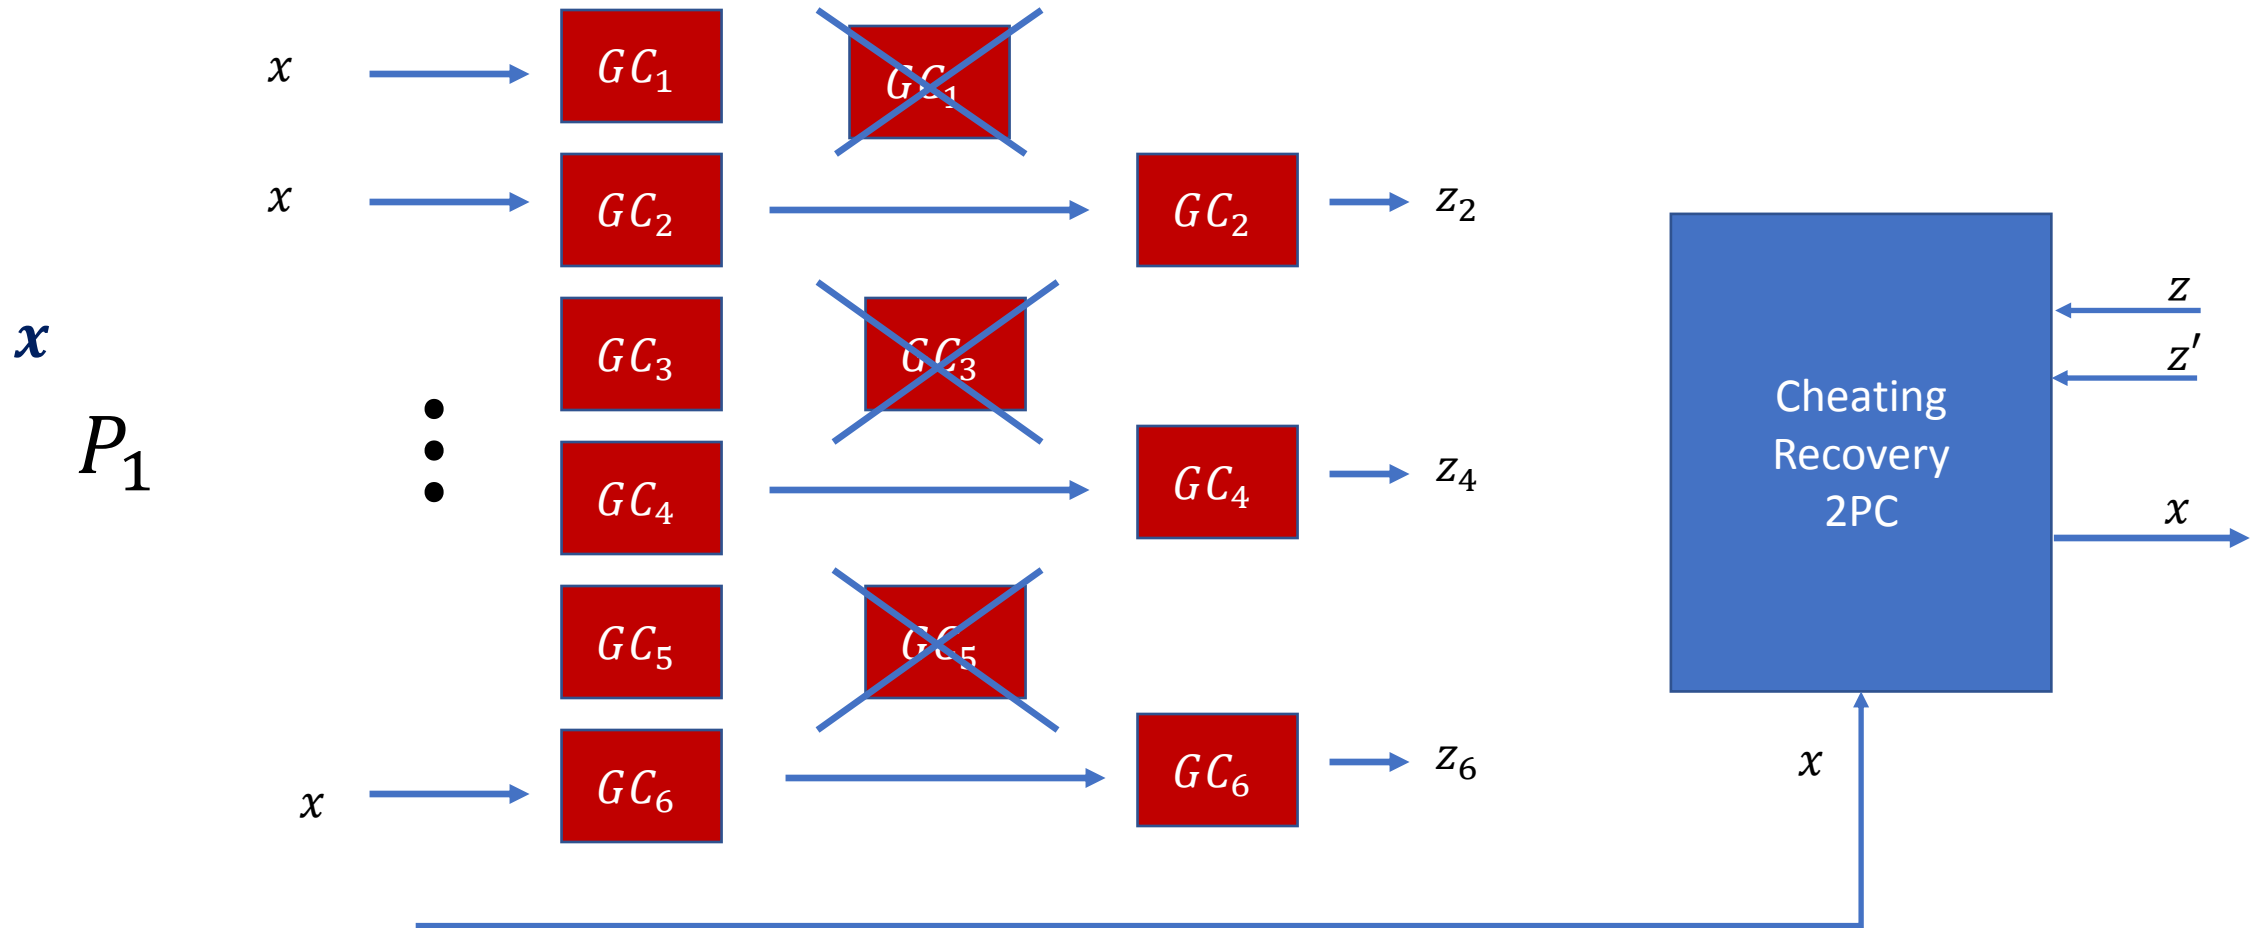 x
GC₁
GC₁
x
GC₂
GC₂
z₂
z
x
GC₃
GC₃
z′
Cheating
Recovery
2PC
P₁
GC₄
GC₄
z₄
x
GC₅
GC₅
x
GC₆
GC₆
z₆
x